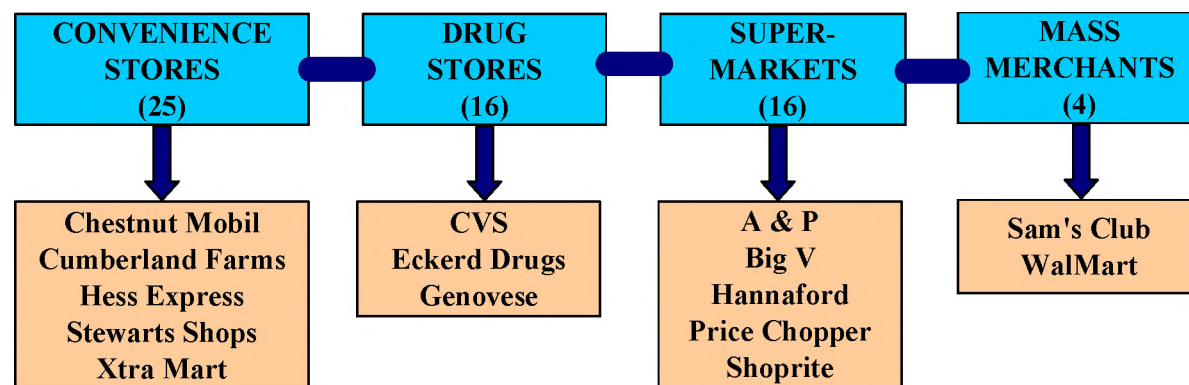 CONVENIENCE
STORES
(25)
DRUG
STORES
(16)
SUPER-
MARKETS
(16)
MASS
MERCHANTS
(4)
Chestnut Mobil
Cumberland Farms
Hess Express
Stewarts Shops
Xtra Mart
CVS
Eckerd Drugs
Genovese
A & P
Big V
Hannaford
Price Chopper
Shoprite
Sam's Club
WalMart